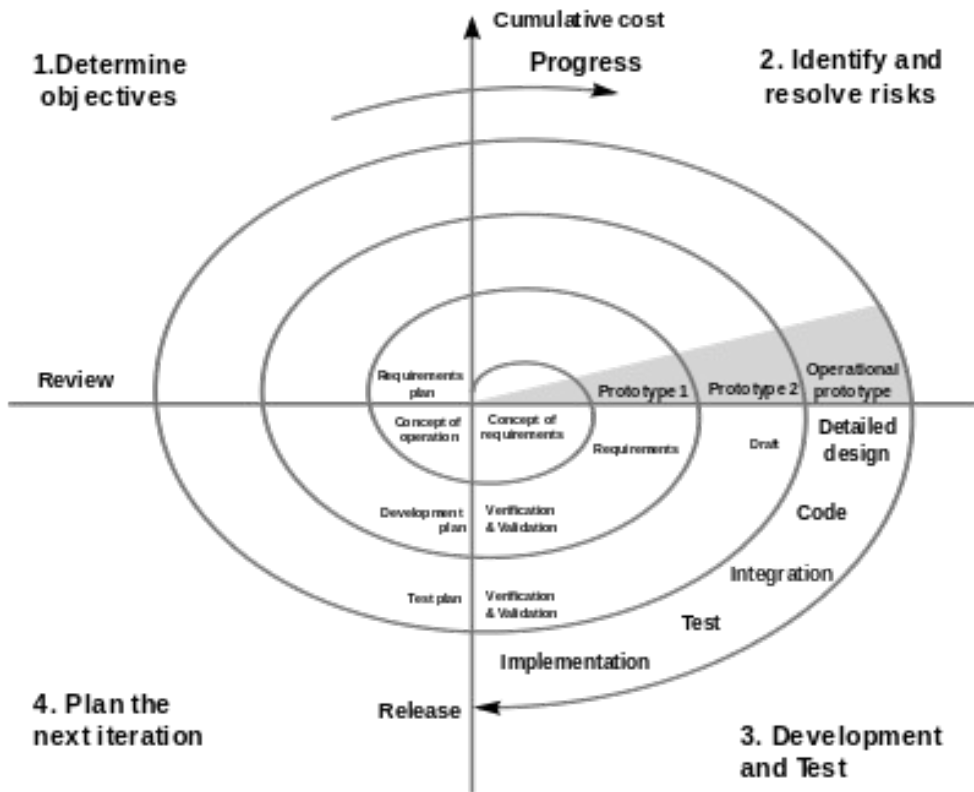 Cumulative cost
1.Determine
objectives
Progress
2. Identify and
resolve risks
Review
Requirements
plan
Prototype 1
Prototype 2
Operational
prototype
Concept of
operation
Concept of
requirements
Requirements
Draft
Detailed
design
Development
plan
Verification
& Validation
Code
Integration
Test plan
Verification
& Validation
Test
Implementation
Release
4. Plan the
next iteration
3. Development
and Test